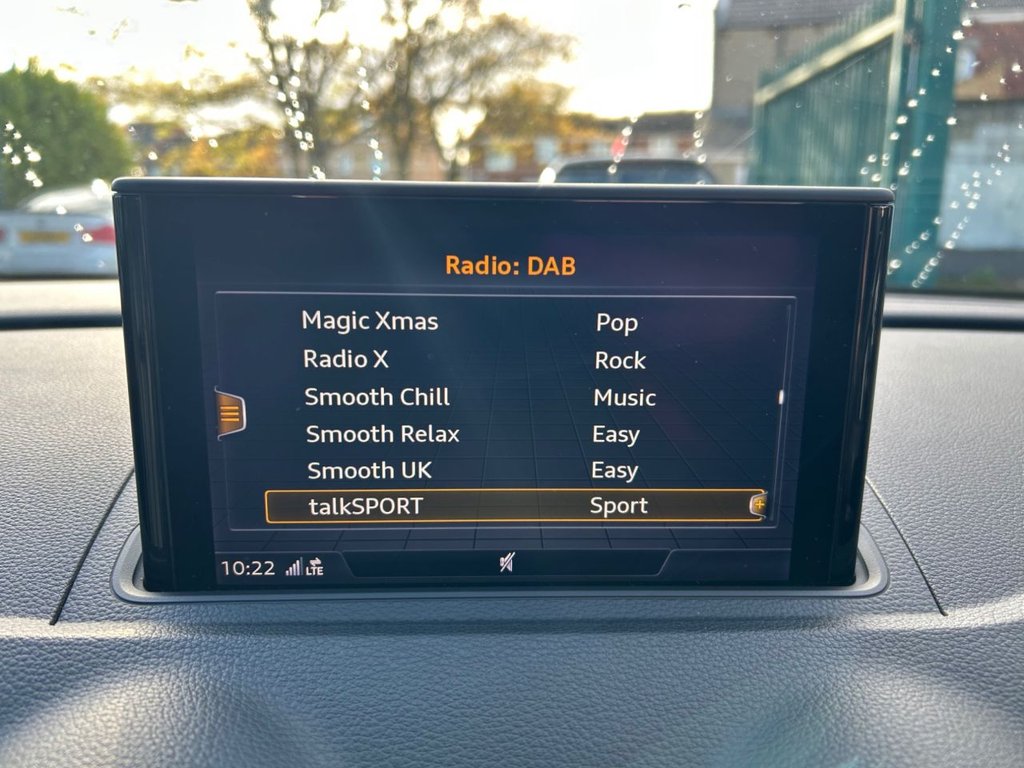 Radio: DAB
Magic Xmas Pop
Radio X Rock
Smooth Chill Music
Smooth Relax Easy
Smooth UK Easy
talkSPORT Sport
10:22 LTE